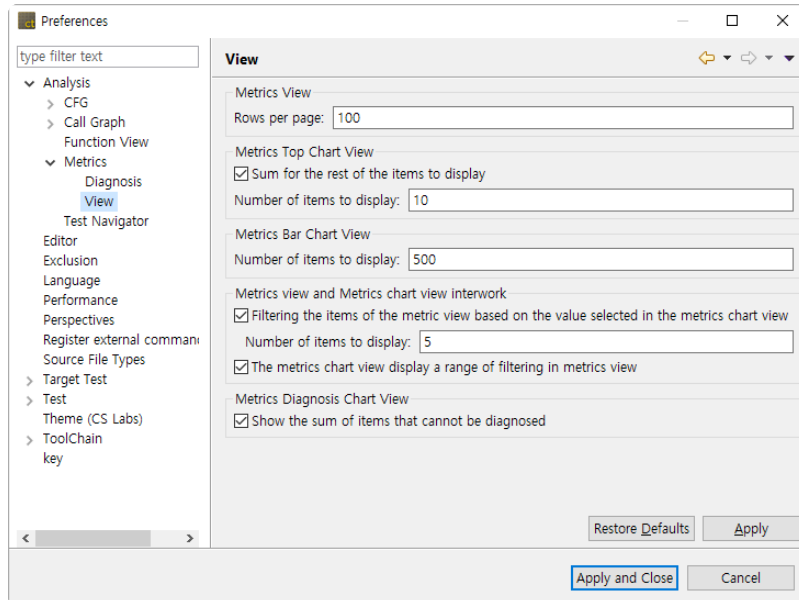 ct Preferences
type filter text
Analysis
CFG
Call Graph
Function View
Metrics
Diagnosis
View
Test Navigator
Editor
Exclusion
Language
Performance
Perspectives
Register external comman
Source File Types
Target Test
Test
Theme (CS Labs)
ToolChain
key
View
Metrics View
Rows per page: 100
Metrics Top Chart View
Sum for the rest of the items to display
Number of items to display: 10
Metrics Bar Chart View
Number of items to display: 500
Metrics view and Metrics chart view interwork
Filtering the items of the metric view based on the value selected in the metrics chart view
Number of items to display: 5
The metrics chart view display a range of filtering in metrics view
Metrics Diagnosis Chart View
Show the sum of items that cannot be diagnosed
Restore Defaults Apply
Apply and Close Cancel